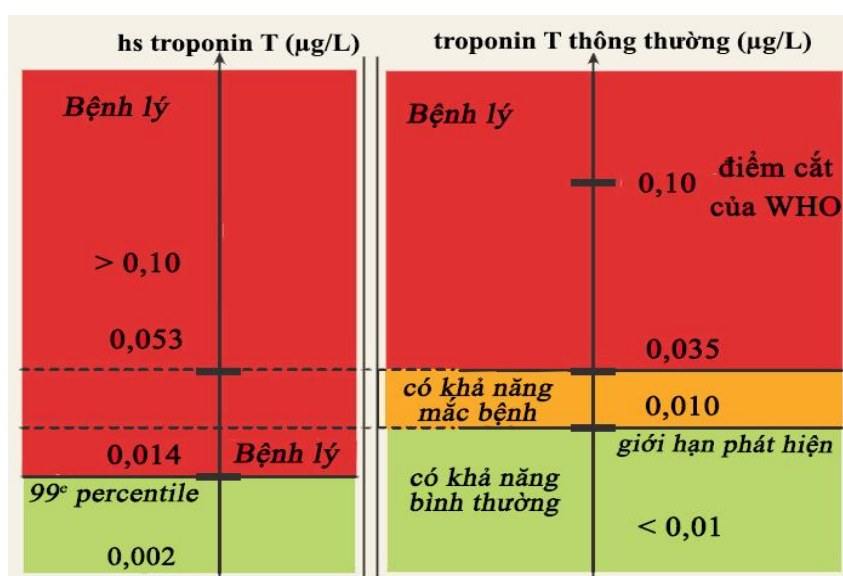 hs troponin T (µg/L)
Bệnh lý
> 0,10
0,053
0,014
Bệnh lý
99ᵉ percentile
0,002
troponin T thông thường (µg/L)
Bệnh lý
0,10
điểm cắt
của WHO
0,035
có khả năng
mắc bệnh
0,010
giới hạn phát hiện
có khả năng
bình thường
< 0,01